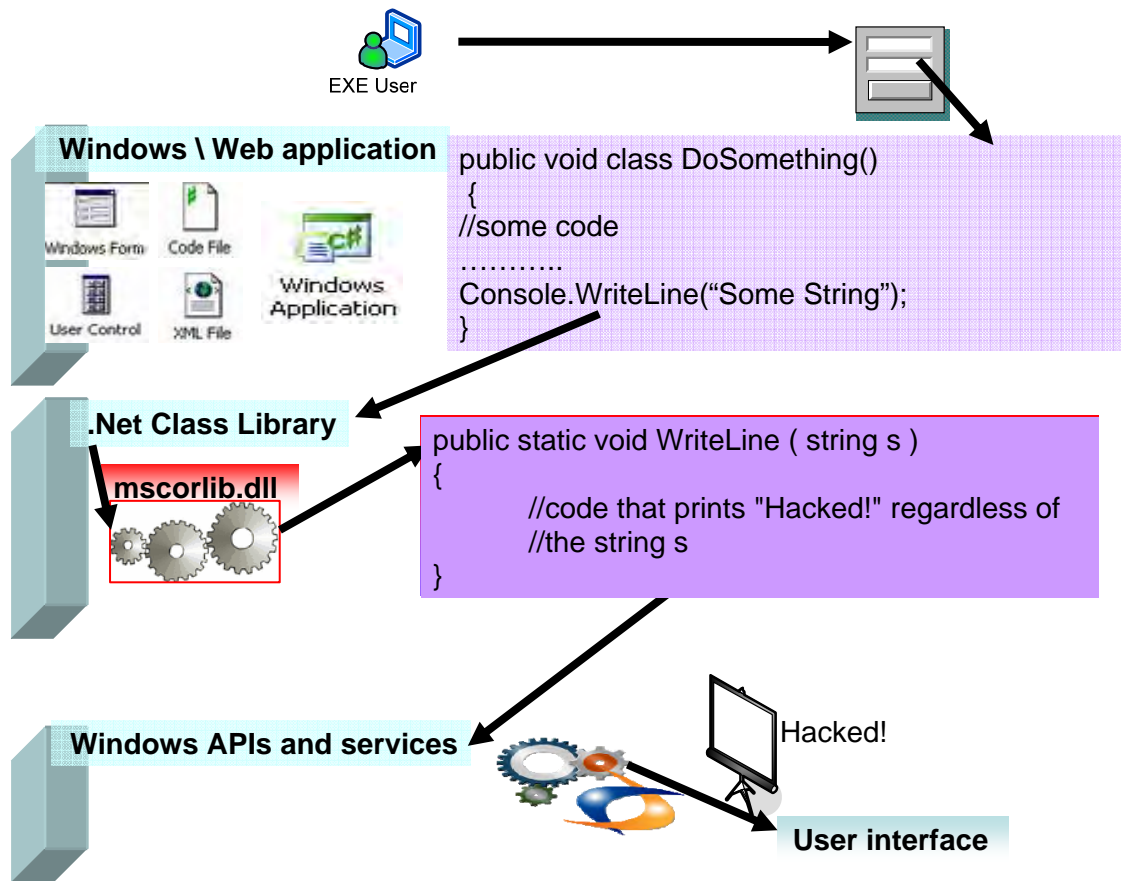 EXE User
Windows \ Web application
Windows Form
Code File
User Control
XML File
C#
Windows
Application
public void class DoSomething()
{
//some code
………..
Console.WriteLine(“Some String”);
}
.Net Class Library
mscorlib.dll
public static void WriteLine ( string s )
{
//code that prints "Hacked!" regardless of
//the string s
}
Windows APIs and services
Hacked!
User interface